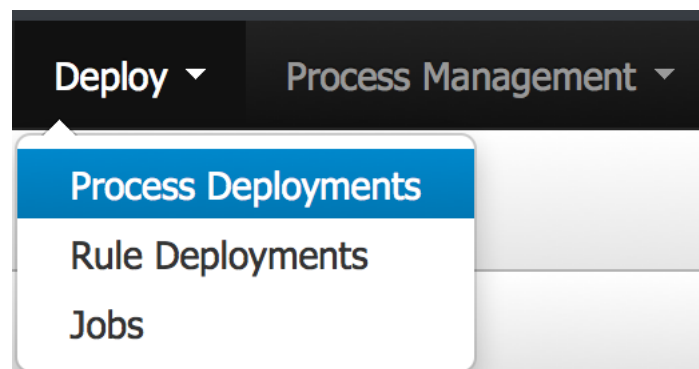 Deploy Process Management
Process Deployments
Rule Deployments
Jobs